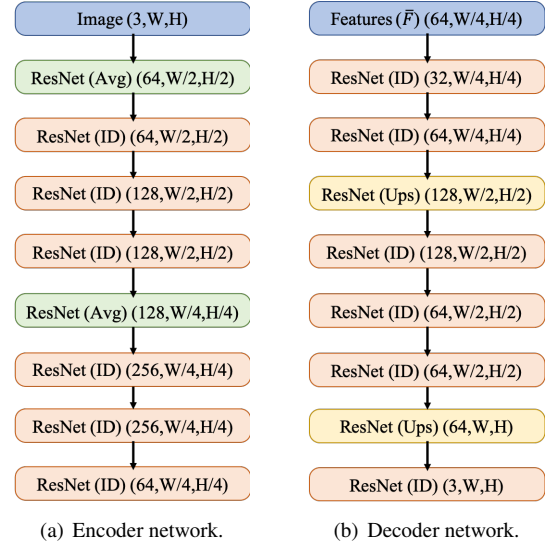 Image (3,W,H)
ResNet (Avg) (64,W/2,H/2)
ResNet (ID) (64,W/2,H/2)
ResNet (ID) (128,W/2,H/2)
ResNet (ID) (128,W/2,H/2)
ResNet (Avg) (128,W/4,H/4)
ResNet (ID) (256,W/4,H/4)
ResNet (ID) (256,W/4,H/4)
ResNet (ID) (64,W/4,H/4)
(a) Encoder network.
Features (F̄) (64,W/4,H/4)
ResNet (ID) (32,W/4,H/4)
ResNet (ID) (64,W/4,H/4)
ResNet (Ups) (128,W/2,H/2)
ResNet (ID) (128,W/2,H/2)
ResNet (ID) (64,W/2,H/2)
ResNet (ID) (64,W/2,H/2)
ResNet (Ups) (64,W,H)
ResNet (ID) (3,W,H)
(b) Decoder network.